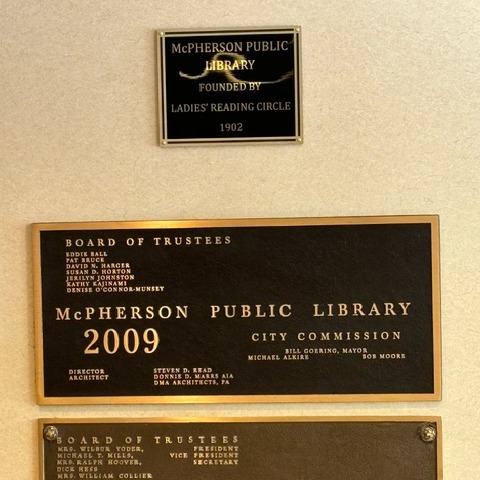 McPHERSON PUBLIC
LIBRARY
FOUNDED BY
LADIES' READING CIRCLE
1902
BOARD OF TRUSTEES
EDDIE BALL
PAT BRUCE
DAVID N. HARGER
SUSAN D. HORTON
JERILYN JOHNSTON
KATHY KAJINAMI
DENISE O'CONNOR-MUNSEY
McPHERSON PUBLIC LIBRARY
2009
CITY COMMISSION
BILL GOERING, MAYOR
MICHAEL ALKIRE BOB MOORE
DIRECTOR STEVEN D. READ
ARCHITECT DONNIE D. MARRS AIA
DMA ARCHITECTS, PA
BOARD OF TRUSTEES
MRS. WILBUR YODER, PRESIDENT
MICHAEL T. MILLS, VICE PRESIDENT
MRS. RALPH HOOVER, SECRETARY
DICK HESS
MRS. WILLIAM COLLIER